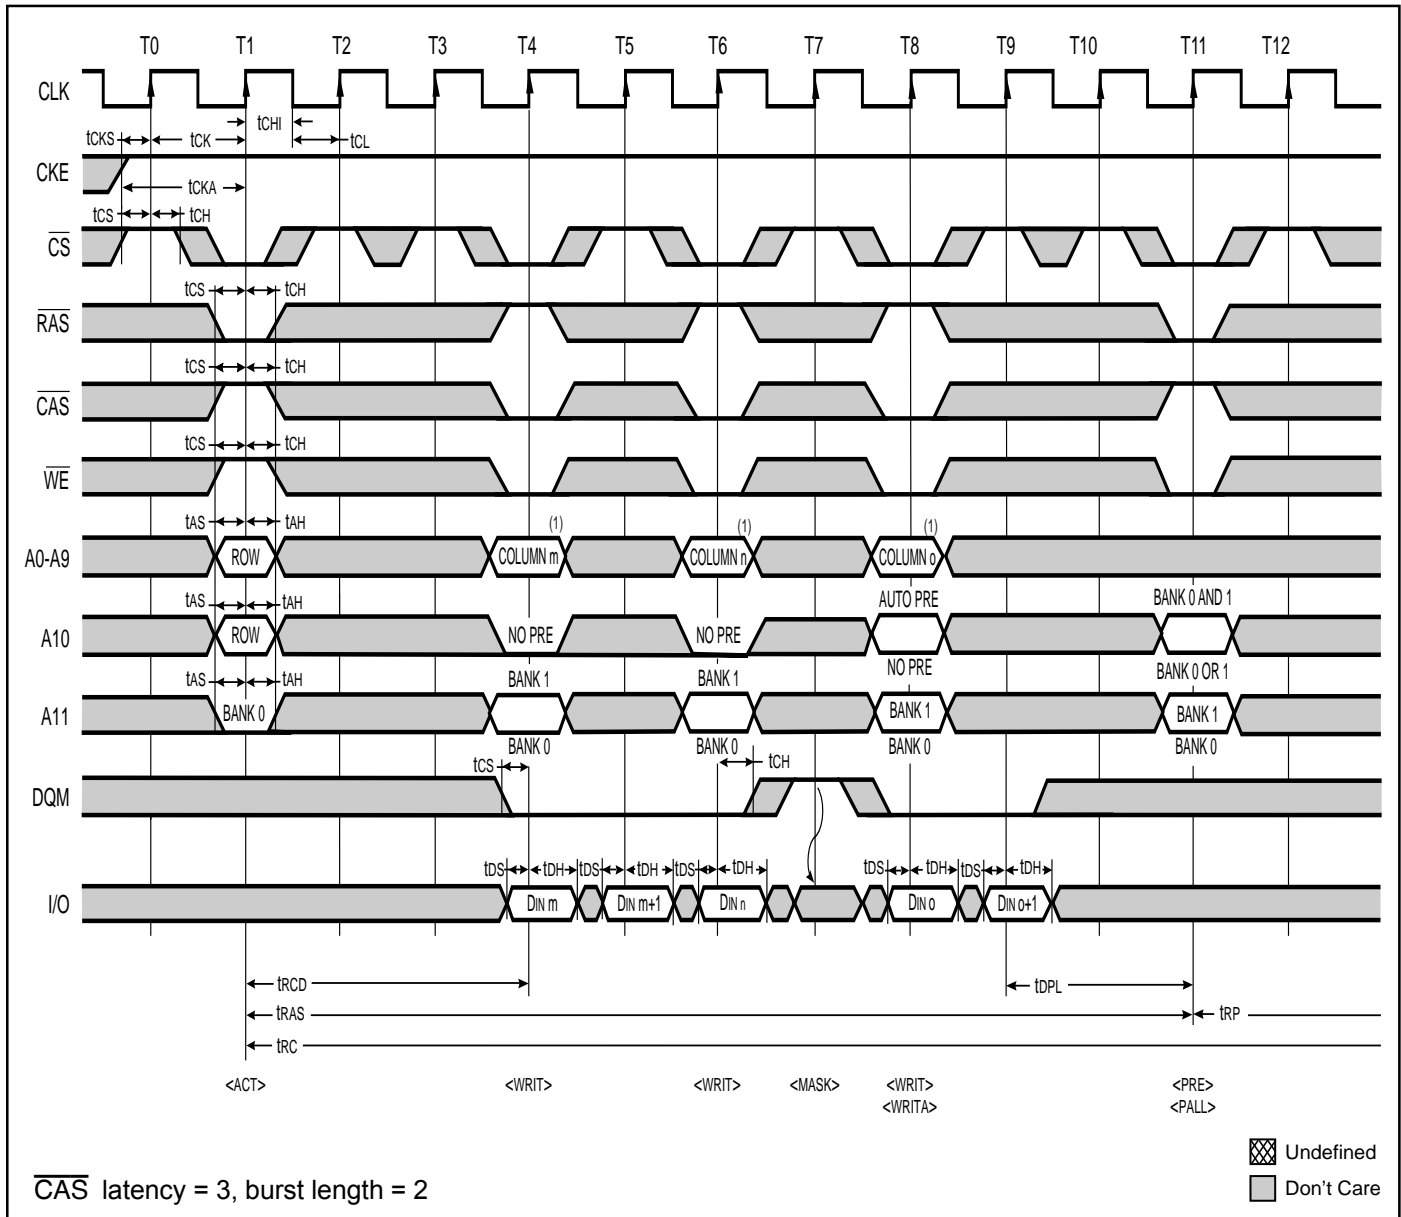 T0 T1 T2 T3 T4 T5 T6 T7 T8 T9 T10 T11 T12
CLK
tCHI
tCKS tCK tCL
CKE
tCKA
tCS tCH
CS
tCS tCH
RAS
tCS tCH
CAS
tCS tCH
WE
tAS tAH (1) (1) (1)
A0-A9 ROW COLUMN m COLUMN n COLUMN o
tAS tAH AUTO PRE BANK 0 AND 1
A10 ROW NO PRE NO PRE
NO PRE BANK 0 OR 1
tAS tAH BANK 1 BANK 1
A11 BANK 0 BANK 1 BANK 1
BANK 0 BANK 0 BANK 0 BANK 0
tCS tCH
DQM
tDS tDH tDS tDH tDS tDH tDS tDH tDS tDH
I/O DIN m DIN m+1 DIN n DIN o DIN o+1
tRCD tDPL
tRAS tRP
tRC
<ACT> <WRIT> <WRIT> <MASK> <WRIT> <PRE>
<WRITA> <PALL>
Undefined
CAS latency = 3, burst length = 2
Don't Care